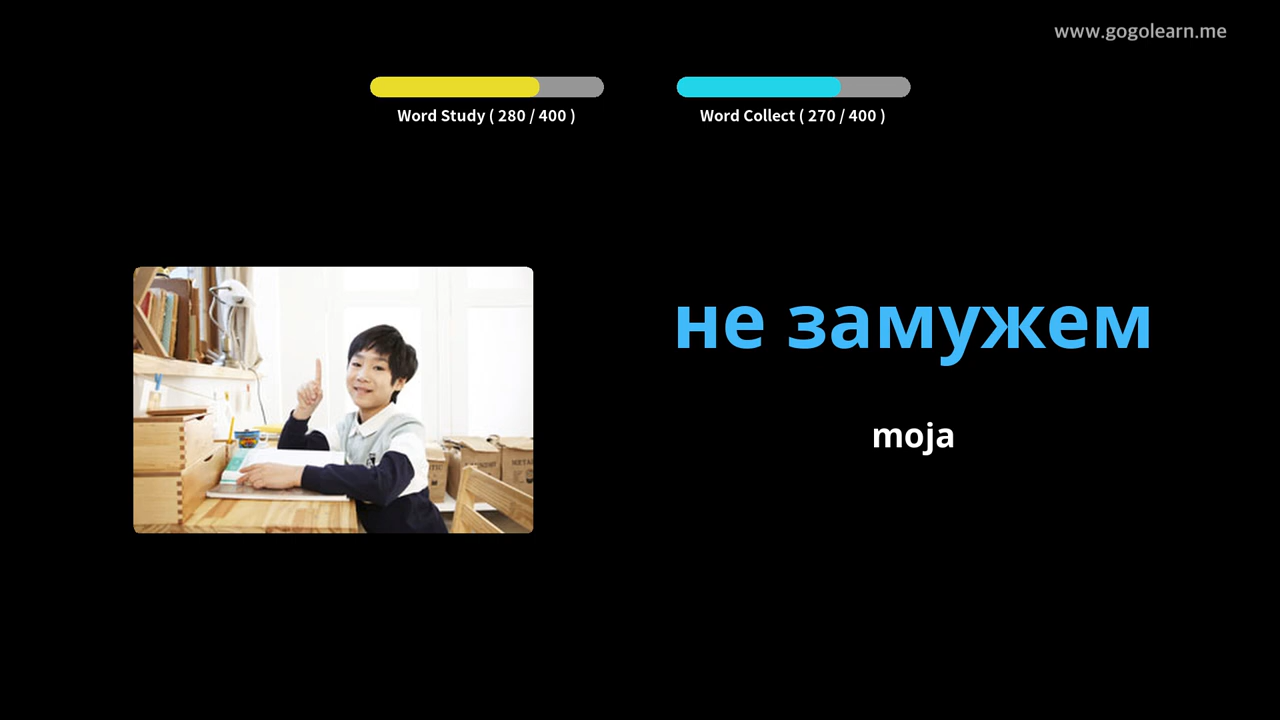 www.gogolearn.me
Word Study ( 280 / 400 )
Word Collect ( 270 / 400 )
не замужем
moja